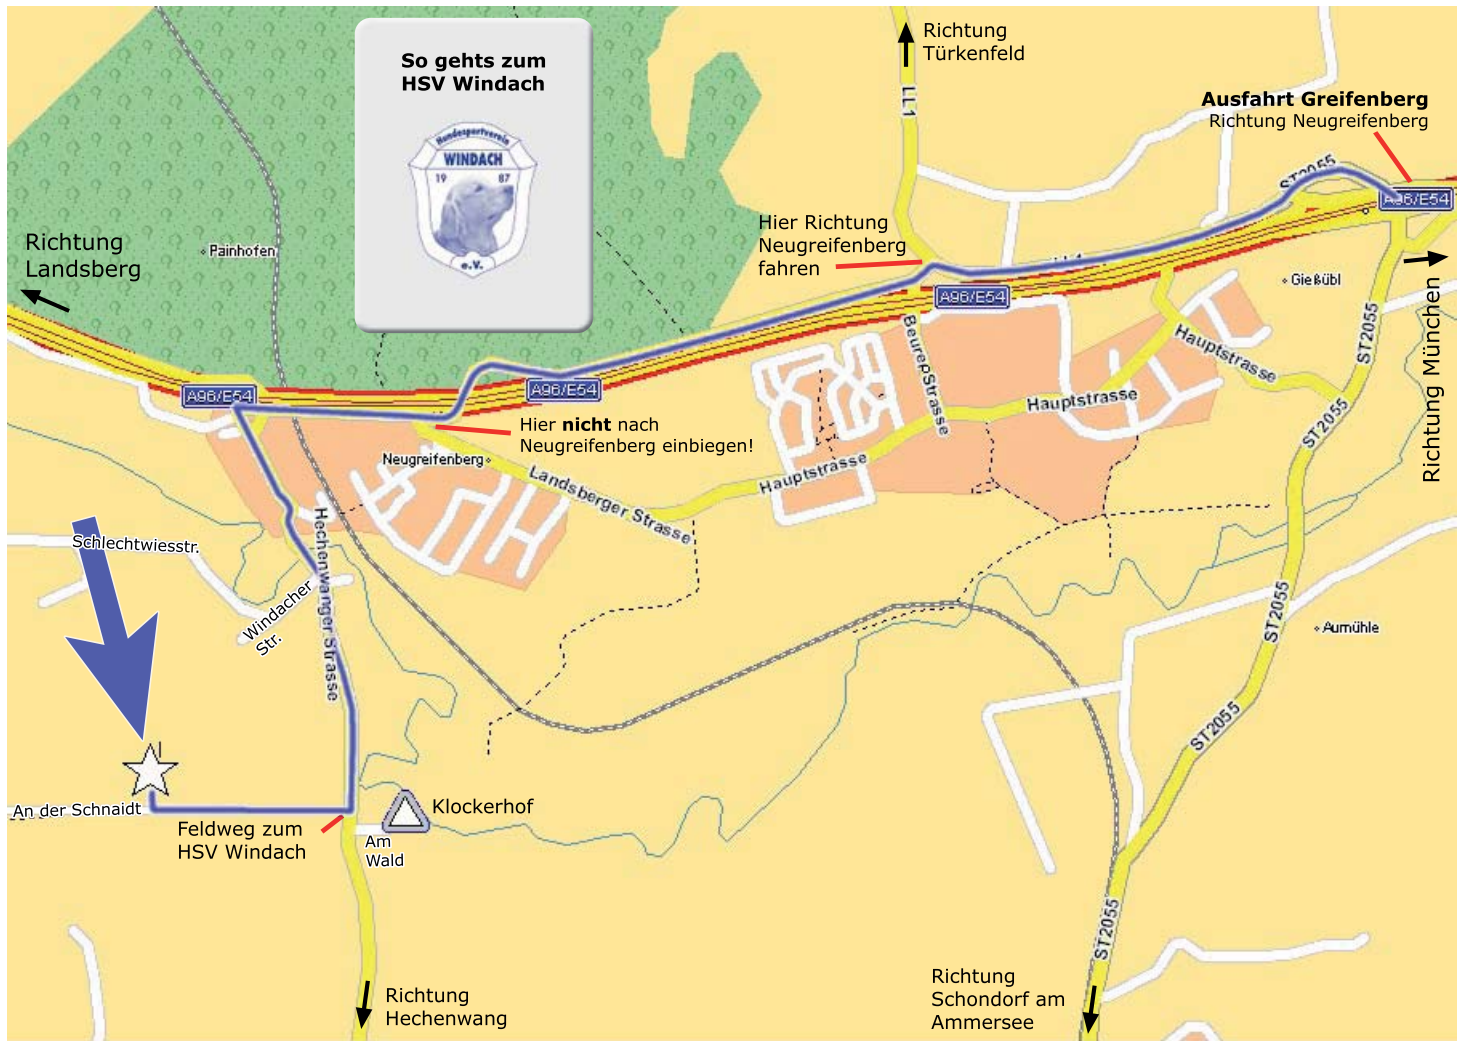 So gehts zum
HSV Windach
Hundesportverein
WINDACH
19 87
e.V.
Richtung
Türkenfeld
LL1
Ausfahrt Greifenberg
Richtung Neugreifenberg
ST2055
A96/E54
Hier Richtung
Neugreifenberg
fahren
Richtung
Landsberg
Painhofen
Gießübl
Richtung München
A96/E54
ST2055
Hauptstrasse
Hauptstrasse
A96/E54
A96/E54
Hier nicht nach
Neugreifenberg einbiegen!
Neugreifenberg
Landsberger Strasse
Hauptstrasse
ST2055
Schlechtwiesstr.
Hechenwanger Strasse
Windacher
Str.
ST2055
Aumühle
ST2055
An der Schnaidt
Klockerhof
Feldweg zum
HSV Windach
Am
Wald
ST2055
Richtung
Hechenwang
Richtung
Schondorf am
Ammersee